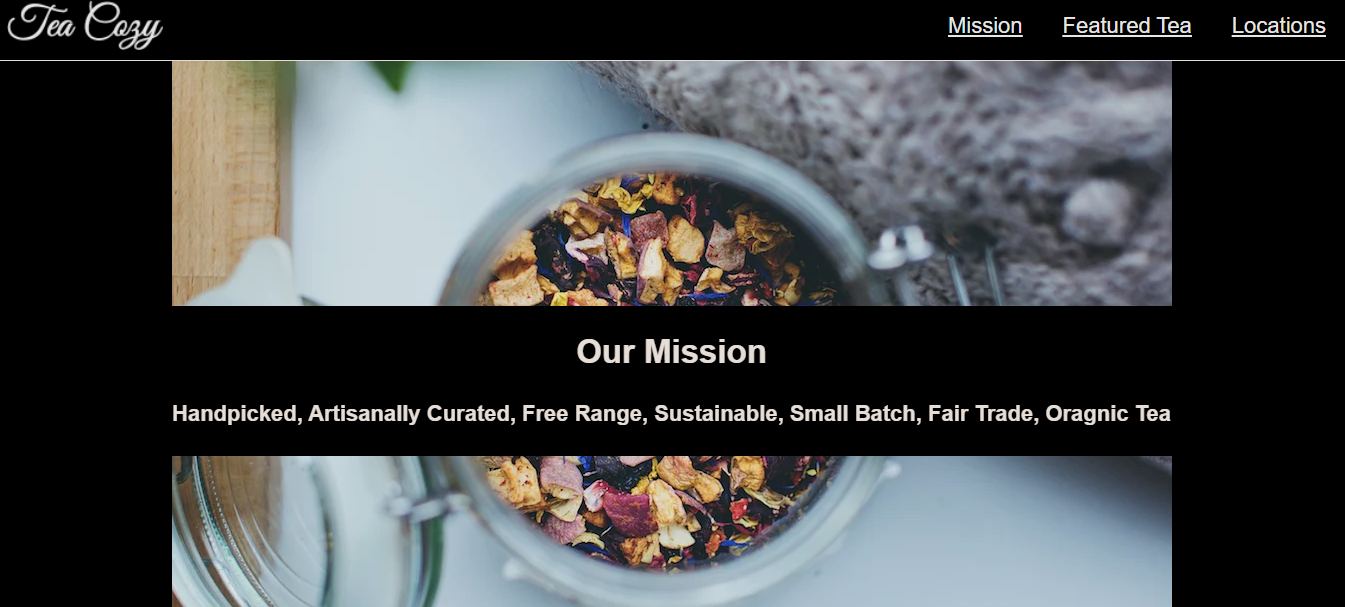 Tea Cozy
Mission Featured Tea Locations
Our Mission
Handpicked, Artisanally Curated, Free Range, Sustainable, Small Batch, Fair Trade, Oragnic Tea